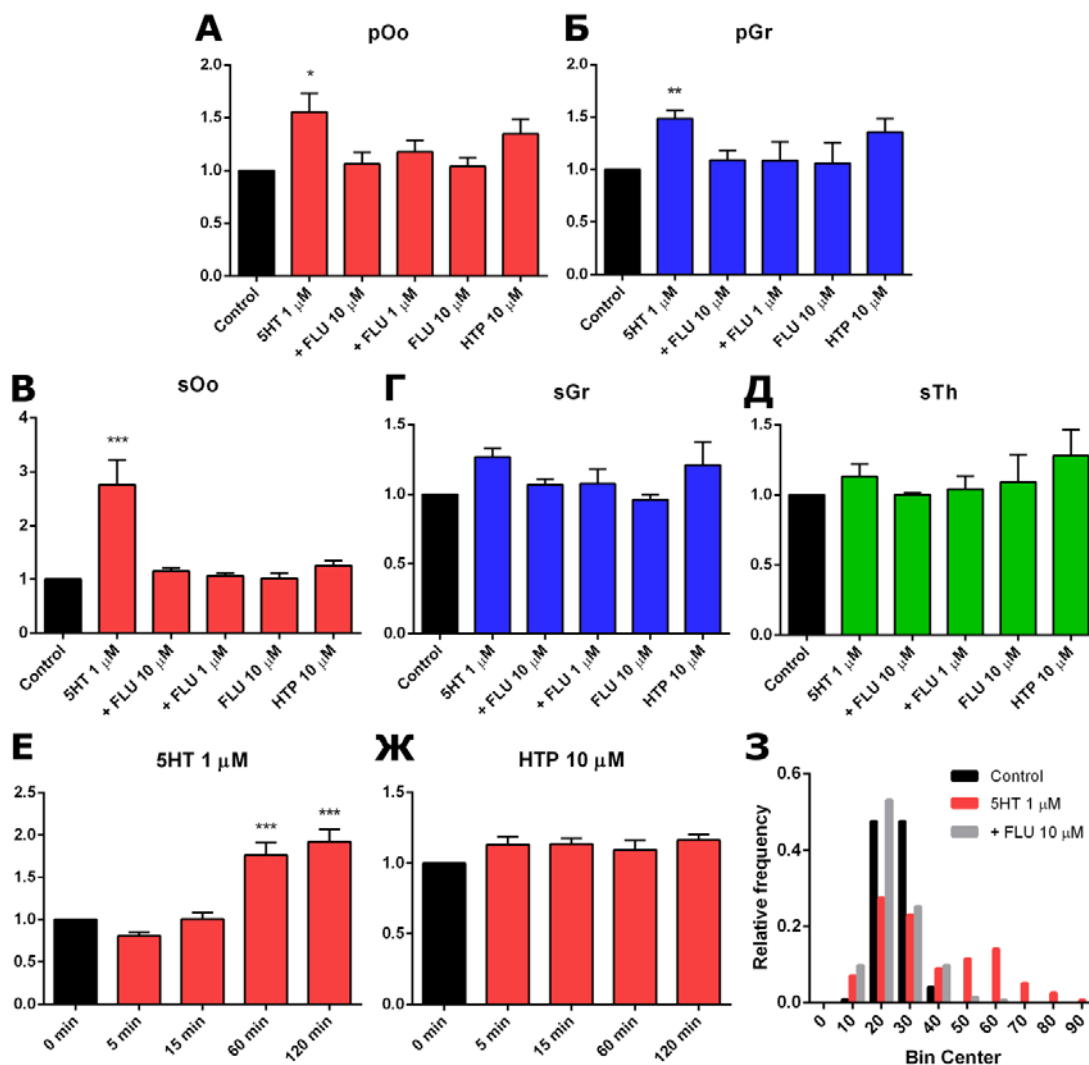 А
pOo
2.0
1.5
1.0
0.5
0.0
*
Control
5HT 1 μM
+ FLU 10 μM
+ FLU 1 μM
FLU 10 μM
HTP 10 μM
Б
pGr
2.0
1.5
1.0
0.5
0.0
**
Control
5HT 1 μM
+ FLU 10 μM
+ FLU 1 μM
FLU 10 μM
HTP 10 μM
В
sOo
4
3
2
1
0
***
Control
5HT 1 μM
+ FLU 10 μM
+ FLU 1 μM
FLU 10 μM
HTP 10 μM
Г
sGr
1.5
1.0
0.5
0.0
Control
5HT 1 μM
+ FLU 10 μM
+ FLU 1 μM
FLU 10 μM
HTP 10 μM
Д
sTh
1.5
1.0
0.5
0.0
Control
5HT 1 μM
+ FLU 10 μM
+ FLU 1 μM
FLU 10 μM
HTP 10 μM
Е
5HT 1 μM
2.5
2.0
1.5
1.0
0.5
0.0
***
***
0 min
5 min
15 min
60 min
120 min
Ж
HTP 10 μM
1.5
1.0
0.5
0.0
0 min
5 min
15 min
60 min
120 min
З
Relative frequency
0.6
0.4
0.2
0.0
Control
5HT 1 μM
+ FLU 10 μM
0
10
20
30
40
50
60
70
80
90
Bin Center